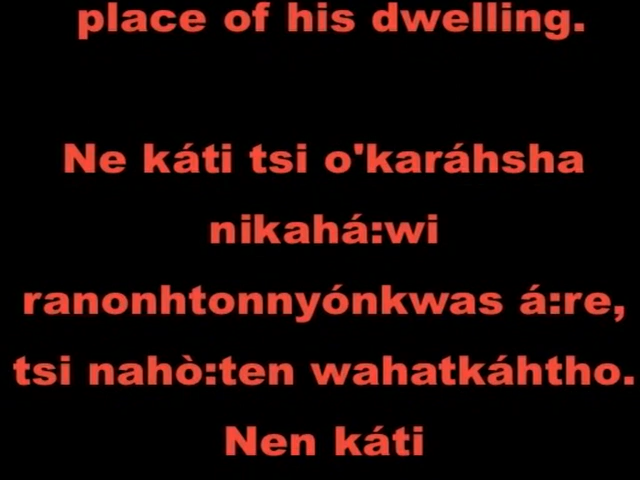 place of his dwelling.
Ne káti tsi o'karáhsha
nikahá:wi
ranonhtonnyónkwas á:re,
tsi nahò:ten wahatkáhtho.
Nen káti